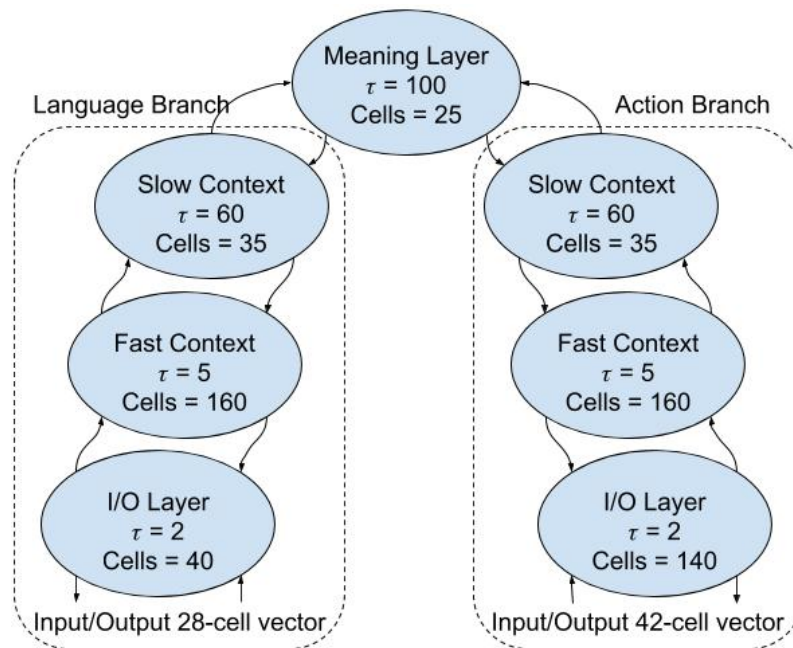 Meaning Layer
τ = 100
Cells = 25
Language Branch
Slow Context
τ = 60
Cells = 35
Fast Context
τ = 5
Cells = 160
I/O Layer
τ = 2
Cells = 40
Input/Output 28-cell vector
Action Branch
Slow Context
τ = 60
Cells = 35
Fast Context
τ = 5
Cells = 160
I/O Layer
τ = 2
Cells = 140
Input/Output 42-cell vector